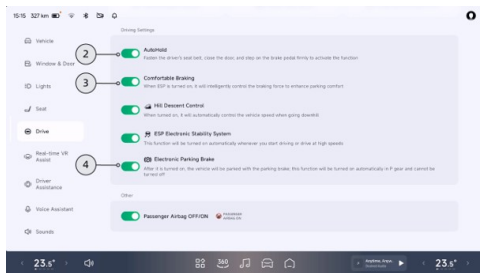 15:15 327 km
Driving Settings
Vehicle
AutoHold
Fasten the driver's seat belt, close the door, and step on the brake pedal firmly to activate the function
2
Window & Door
Comfortable Braking
When ESP is turned on, it will intelligently control the braking force to enhance parking comfort
3
Lights
Hill Descent Control
When turned on, it will automatically control the vehicle speed when going downhill
Seat
Drive
ESP Electronic Stability System
This function will be turned on automatically whenever you start driving or drive at high speeds
Real-time VR
Assist
4
Electronic Parking Brake
After it is turned on, the vehicle will be parked with the parking brake, this function will be turned on automatically in P gear and cannot be
turned off
Driver
Assistance
Other
Voice Assistant
Passenger Airbag OFF/ON
PASSENGER
AIRBAG ON
Sounds
23.5°
360
23.5°